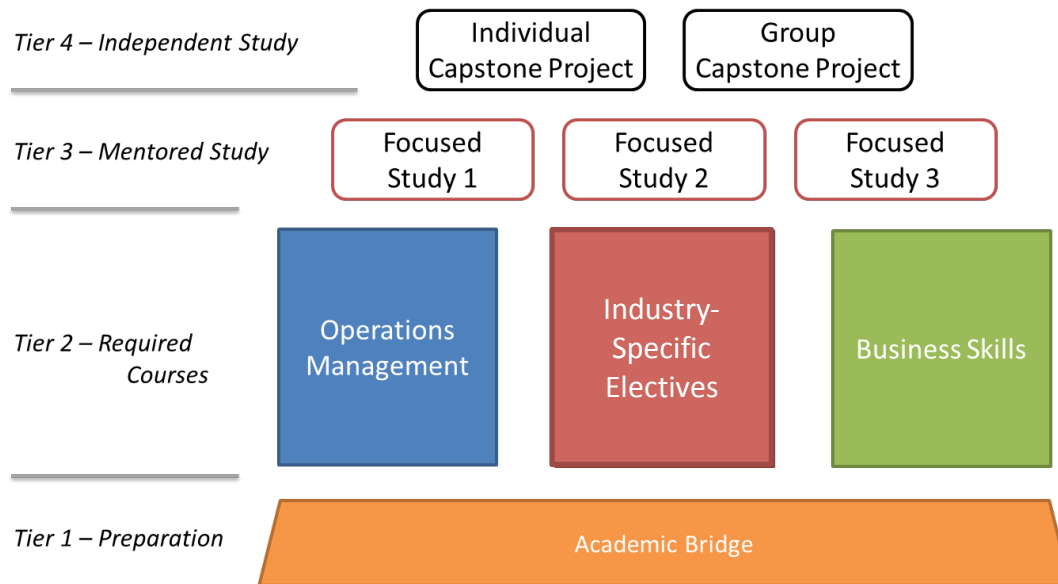 Tier 4 – Independent Study
Individual
Capstone Project
Group
Capstone Project
Tier 3 – Mentored Study
Focused
Study 1
Focused
Study 2
Focused
Study 3
Tier 2 – Required
Courses
Operations
Management
Industry-
Specific
Electives
Business Skills
Tier 1 – Preparation
Academic Bridge